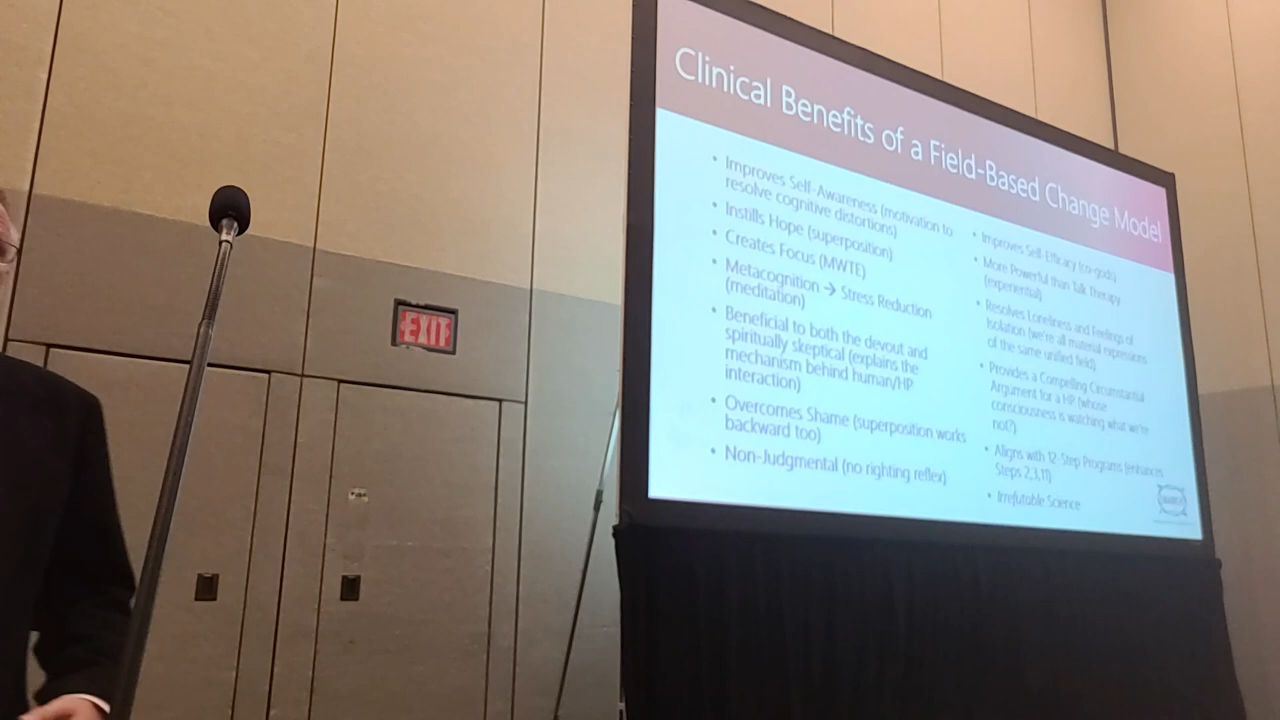 Clinical Benefits of a Field-Based Change Model
• Improves Self-Awareness (motivation to
resolve cognitive distortions)
• Instills Hope (superposition)
• Creates Focus (MWTE)
• Metacognition → Stress Reduction
(meditation)
• Beneficial to both the devout and
spiritually skeptical (explains the
mechanism behind human/HP
interaction)
• Overcomes Shame (superposition works
backward too)
• Non-Judgmental (no righting reflex)
• Improves Self-Efficacy (co-gods)
• More Powerful than Talk Therapy
(experiential)
• Resolves Loneliness and Feelings of
Isolation (we're all material expressions
of the same unified field)
• Provides a Compelling Circumstantial
Argument for a HP (whose
consciousness is watching what we're
not?)
• Aligns with 12-Step Programs (enhances
Steps 2,3,11)
• Irrefutable Science
EXIT